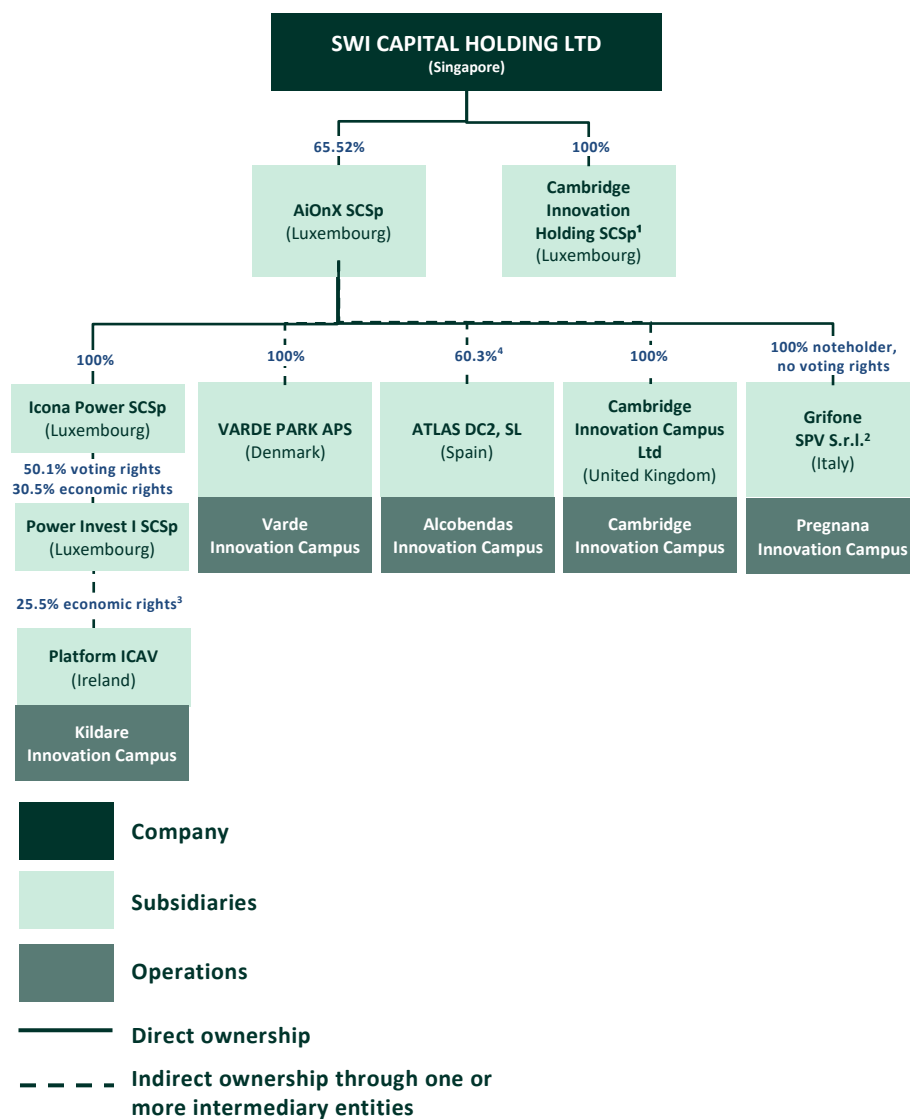 SWI CAPITAL HOLDING LTD
(Singapore)
65.52%
100%
AiOnX SCSp
(Luxembourg)
Cambridge
Innovation
Holding SCSp¹
(Luxembourg)
100%
100%
60.3%⁴
100%
100% noteholder,
no voting rights
Icona Power SCSp
(Luxembourg)
50.1% voting rights
30.5% economic rights
Power Invest I SCSp
(Luxembourg)
25.5% economic rights³
Platform ICAV
(Ireland)
Kildare
Innovation Campus
VARDE PARK APS
(Denmark)
Varde
Innovation Campus
ATLAS DC2, SL
(Spain)
Alcobendas
Innovation Campus
Cambridge
Innovation Campus
Ltd
(United Kingdom)
Cambridge
Innovation Campus
Grifone
SPV S.r.l.²
(Italy)
Pregnana
Innovation Campus
Company
Subsidiaries
Operations
Direct ownership
Indirect ownership through one or
more intermediary entities